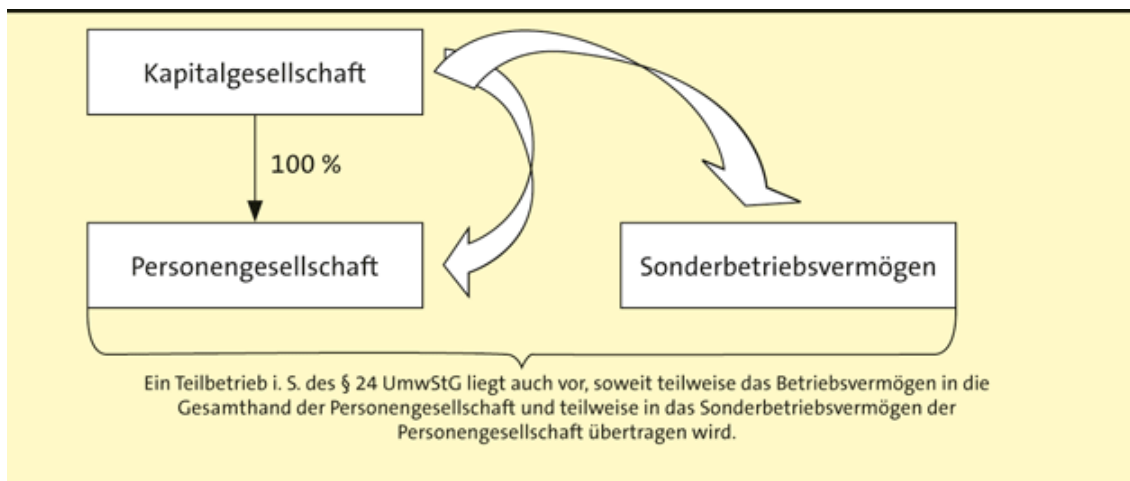 Kapitalgesellschaft
100 %
Personengesellschaft
Sonderbetriebsvermögen
Ein Teilbetrieb i. S. des § 24 UmwStG liegt auch vor, soweit teilweise das Betriebsvermögen in die
Gesamthand der Personengesellschaft und teilweise in das Sonderbetriebsvermögen der
Personengesellschaft übertragen wird.